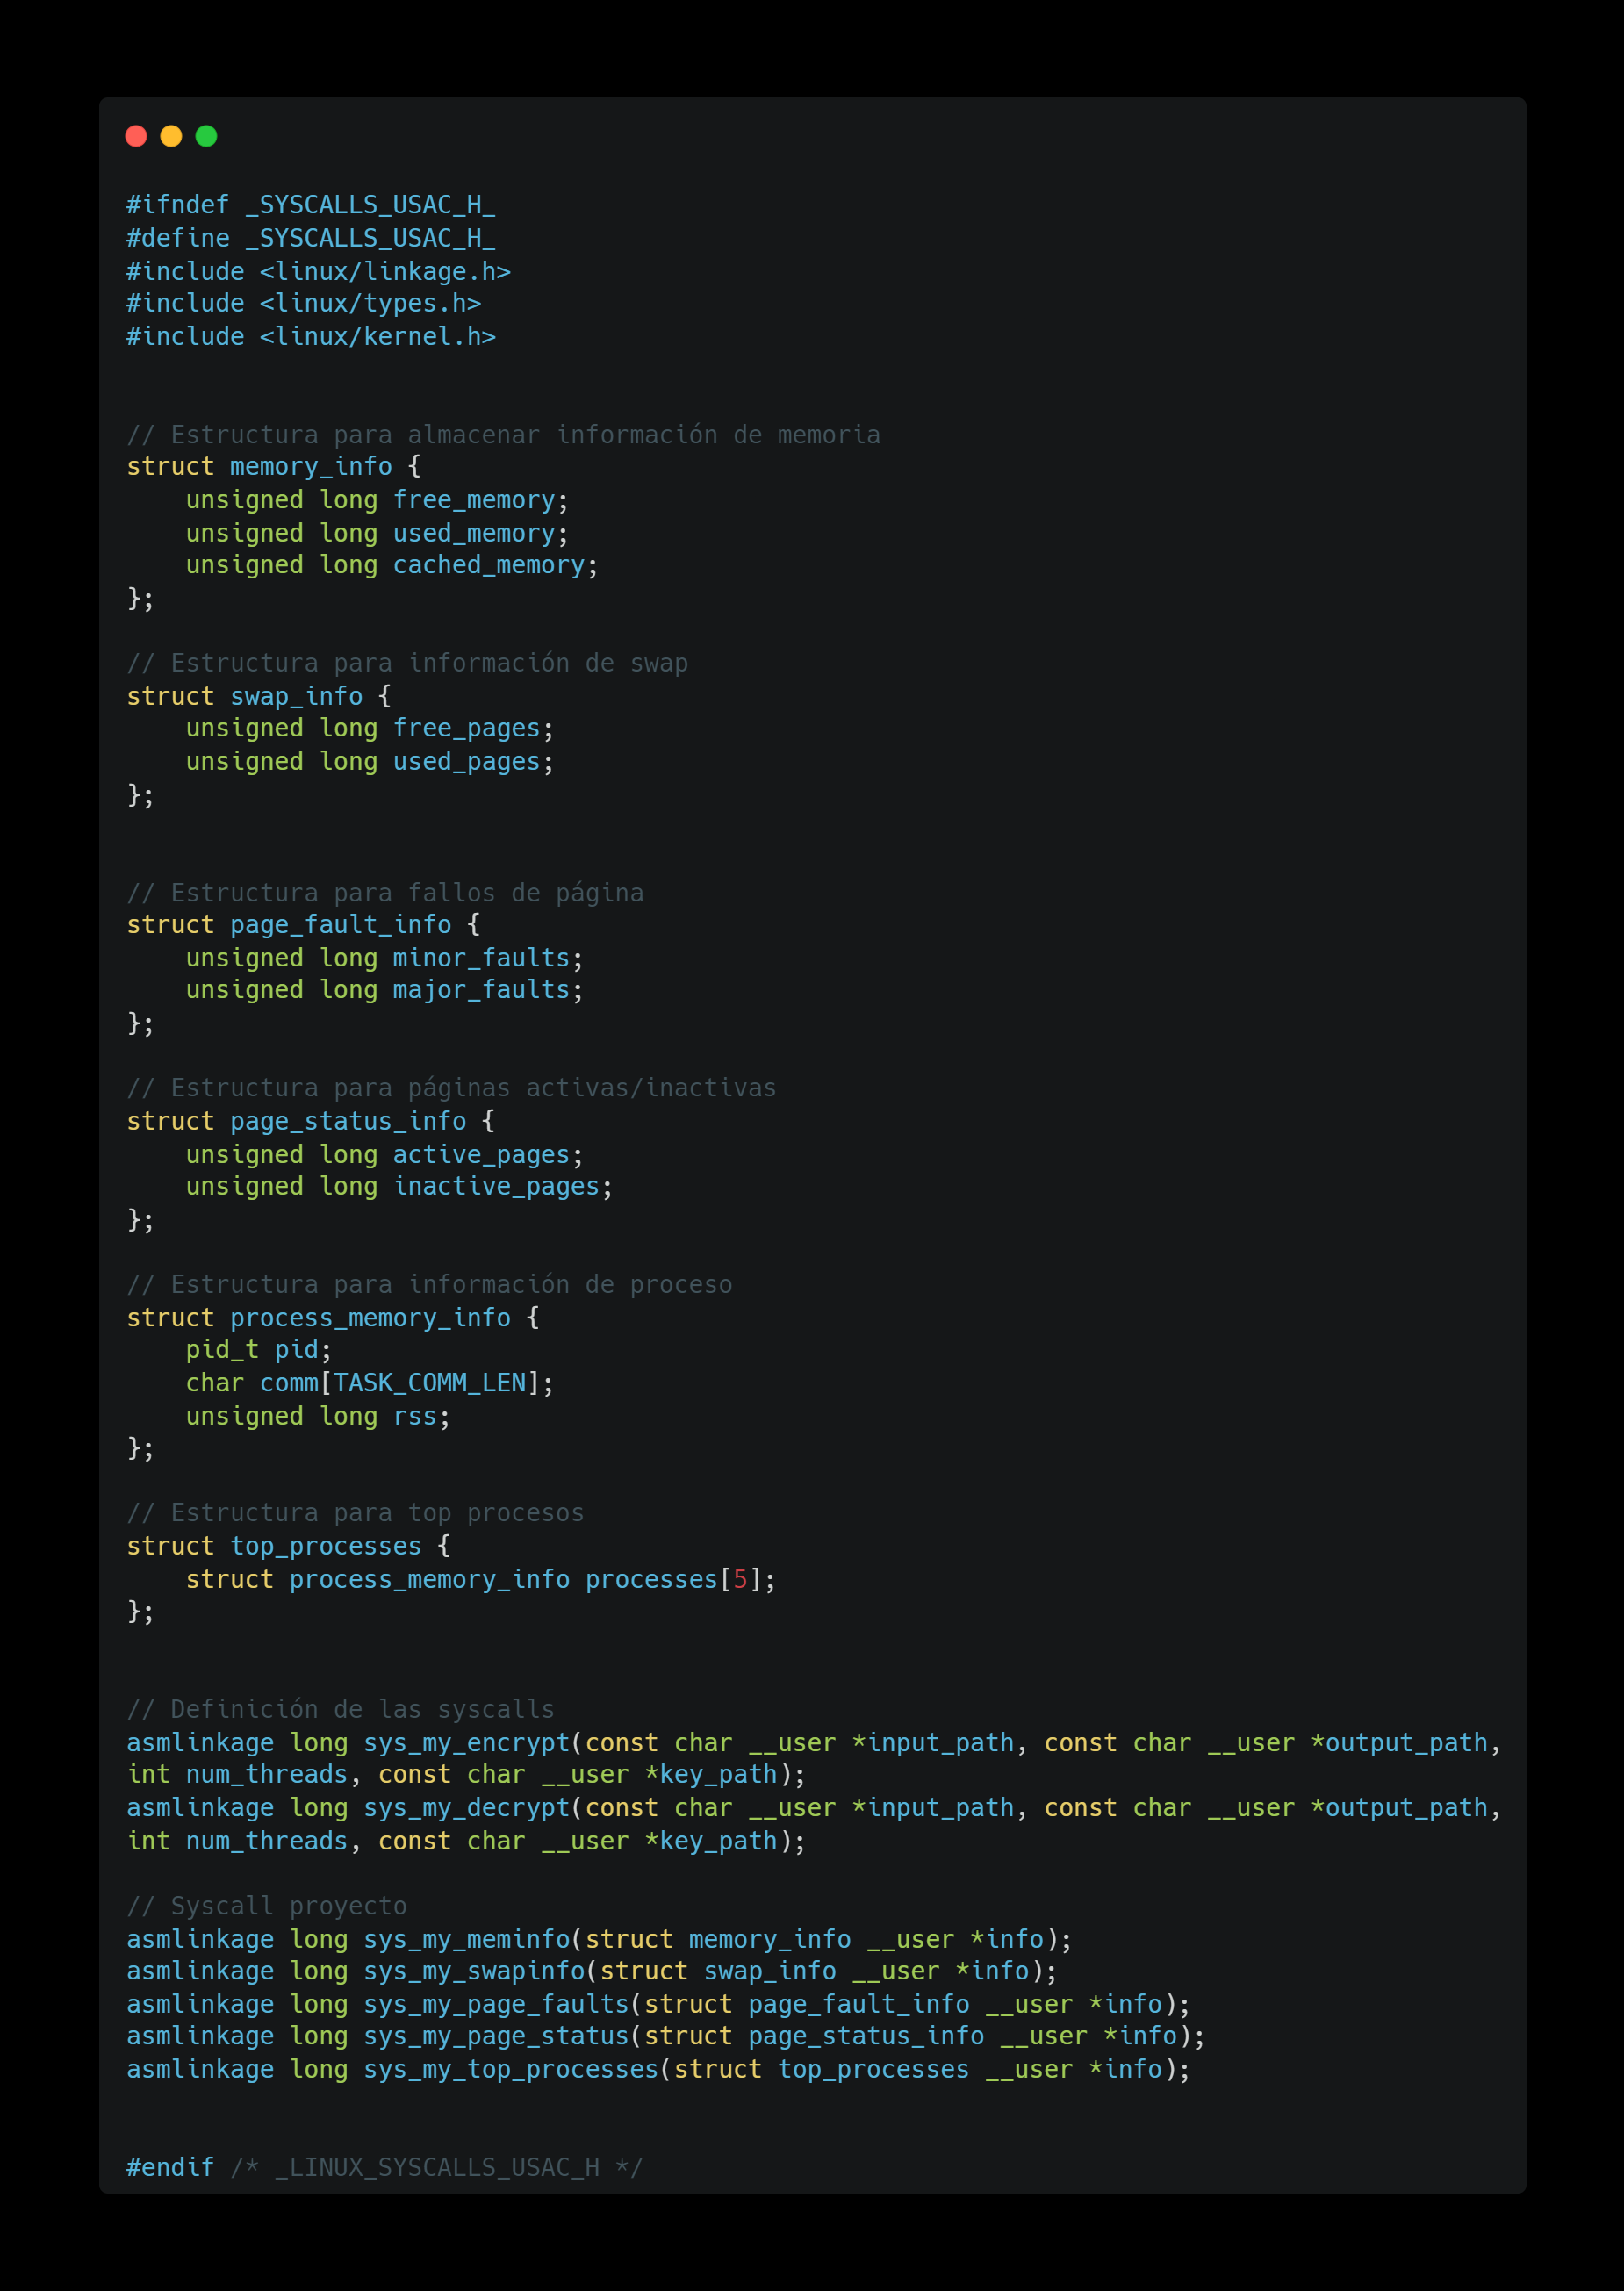 #ifndef _SYSCALLS_USAC_H_
#define _SYSCALLS_USAC_H_
#include <linux/linkage.h>
#include <linux/types.h>
#include <linux/kernel.h>
// Estructura para almacenar información de memoria
struct memory_info {
    unsigned long free_memory;
    unsigned long used_memory;
    unsigned long cached_memory;
};
// Estructura para información de swap
struct swap_info {
    unsigned long free_pages;
    unsigned long used_pages;
};
// Estructura para fallos de página
struct page_fault_info {
    unsigned long minor_faults;
    unsigned long major_faults;
};
// Estructura para páginas activas/inactivas
struct page_status_info {
    unsigned long active_pages;
    unsigned long inactive_pages;
};
// Estructura para información de proceso
struct process_memory_info {
    pid_t pid;
    char comm[TASK_COMM_LEN];
    unsigned long rss;
};
// Estructura para top procesos
struct top_processes {
    struct process_memory_info processes[5];
};
// Definición de las syscalls
asmlinkage long sys_my_encrypt(const char __user *input_path, const char __user *output_path,
int num_threads, const char __user *key_path);
asmlinkage long sys_my_decrypt(const char __user *input_path, const char __user *output_path,
int num_threads, const char __user *key_path);
// Syscall proyecto
asmlinkage long sys_my_meminfo(struct memory_info __user *info);
asmlinkage long sys_my_swapinfo(struct swap_info __user *info);
asmlinkage long sys_my_page_faults(struct page_fault_info __user *info);
asmlinkage long sys_my_page_status(struct page_status_info __user *info);
asmlinkage long sys_my_top_processes(struct top_processes __user *info);
#endif /* _LINUX_SYSCALLS_USAC_H */